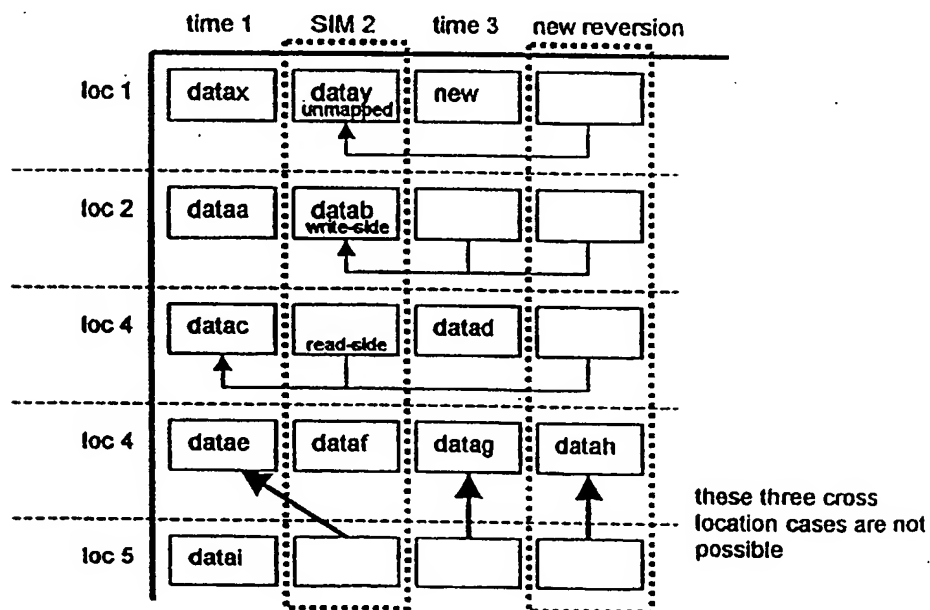 time 1 SIM 2 time 3 new reversion
loc 1 datax datay new
unmapped
loc 2 dataa datab
write-side
loc 4 datac datad
read-side
loc 4 datae dataf datag datah
these three cross
location cases are not
possible
loc 5 datai